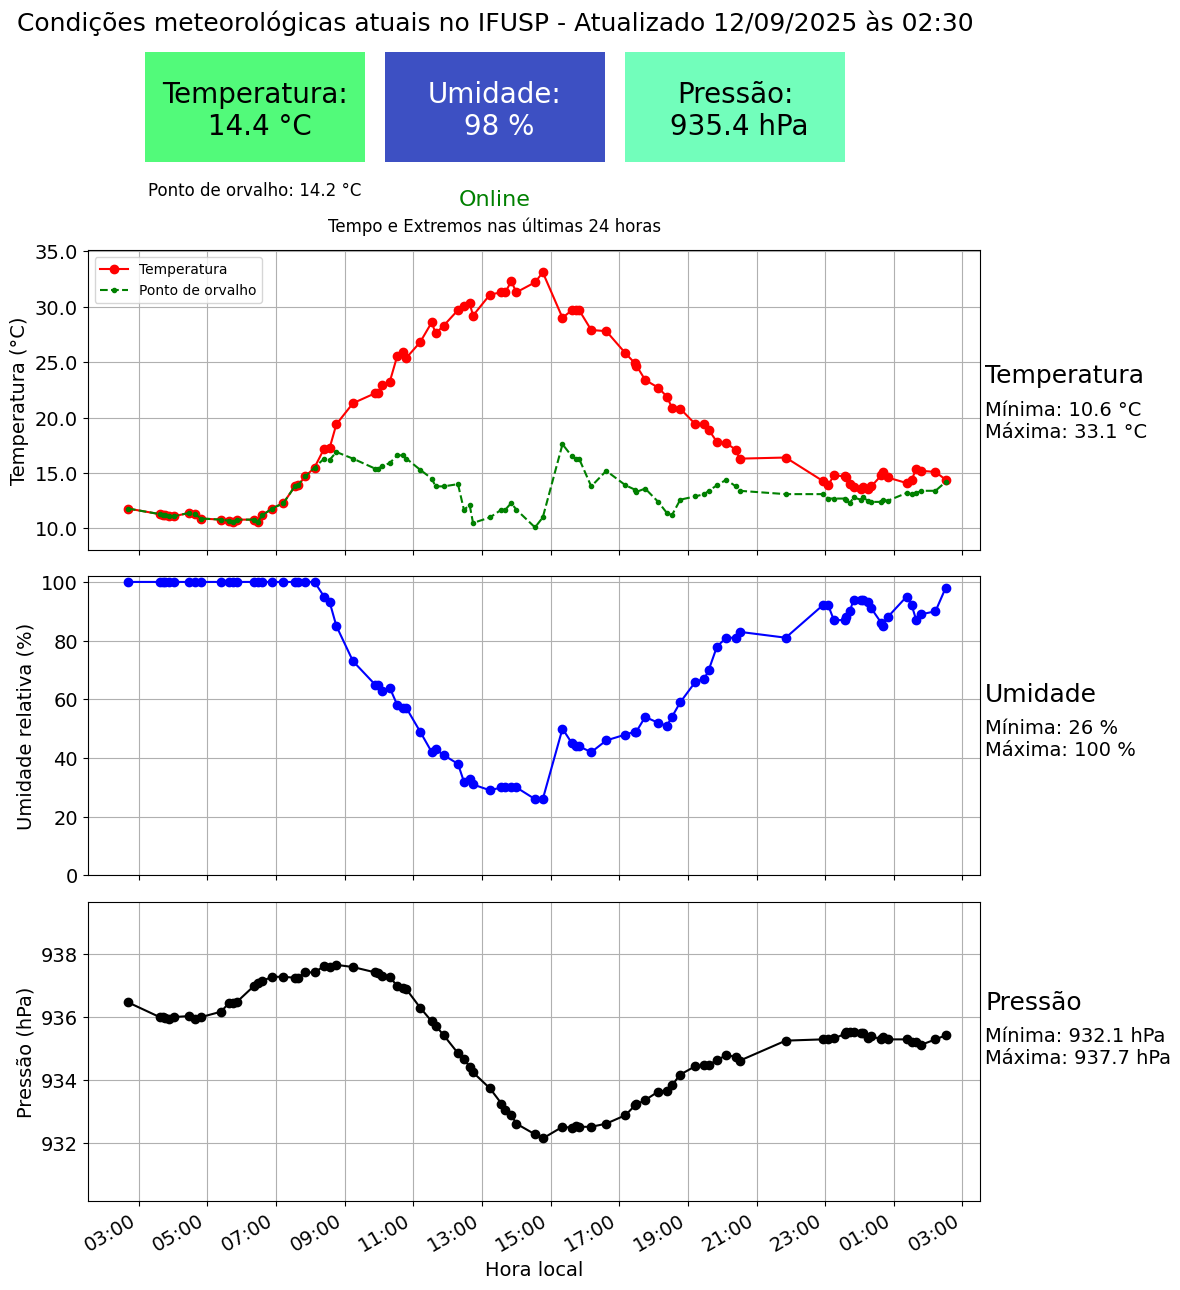 Condições meteorológicas atuais no IFUSP - Atualizado 12/09/2025 às 02:30
Temperatura:
14.4 °C
Umidade:
98 %
Pressão:
935.4 hPa
Ponto de orvalho: 14.2 °C
Online
Tempo e Extremos nas últimas 24 horas
Temperatura (°C)
35.0
30.0
25.0
20.0
15.0
10.0
Temperatura
Ponto de orvalho
Temperatura
Mínima: 10.6 °C
Máxima: 33.1 °C
Umidade relativa (%)
100
80
60
40
20
0
Umidade
Mínima: 26 %
Máxima: 100 %
Pressão (hPa)
938
936
934
932
Pressão
Mínima: 932.1 hPa
Máxima: 937.7 hPa
03:00
05:00
07:00
09:00
11:00
13:00
15:00
17:00
19:00
21:00
23:00
01:00
03:00
Hora local